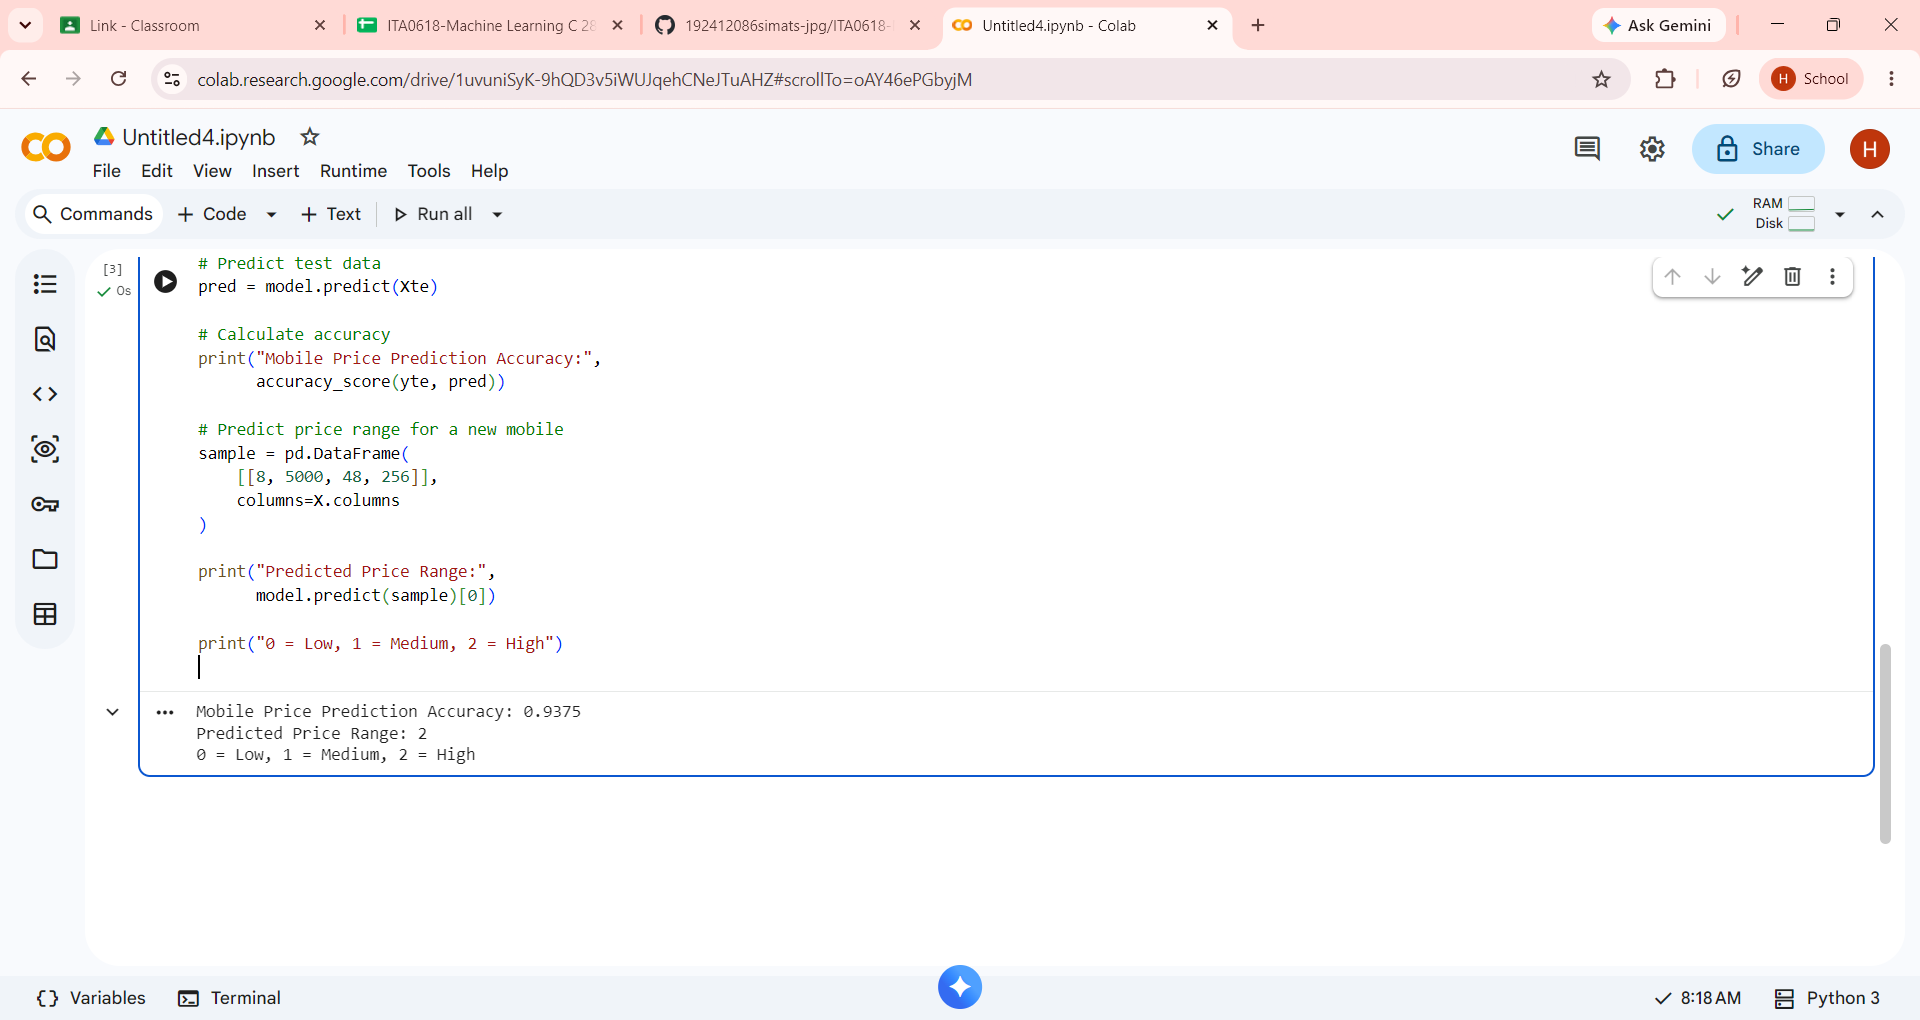 Link - Classroom
ITA0618-Machine Learning C 28
192412086simats-jpg/ITA0618-
Untitled4.ipynb - Colab
Ask Gemini
colab.research.google.com/drive/1uvuniSyK-9hQD3v5iWUJqehCNeJTuAHZ#scrollTo=oAY46ePGbyjM
H
School
Untitled4.ipynb
File Edit View Insert Runtime Tools Help
Share
H
Commands
+ Code
+ Text
Run all
RAM
Disk
[3]
0s
# Predict test data
pred = model.predict(Xte)
# Calculate accuracy
print("Mobile Price Prediction Accuracy:",
accuracy_score(yte, pred))
# Predict price range for a new mobile
sample = pd.DataFrame(
[[8, 5000, 48, 256]],
columns=X.columns
)
print("Predicted Price Range:",
model.predict(sample)[0])
print("0 = Low, 1 = Medium, 2 = High")
Mobile Price Prediction Accuracy: 0.9375
Predicted Price Range: 2
0 = Low, 1 = Medium, 2 = High
Variables
Terminal
8:18 AM
Python 3